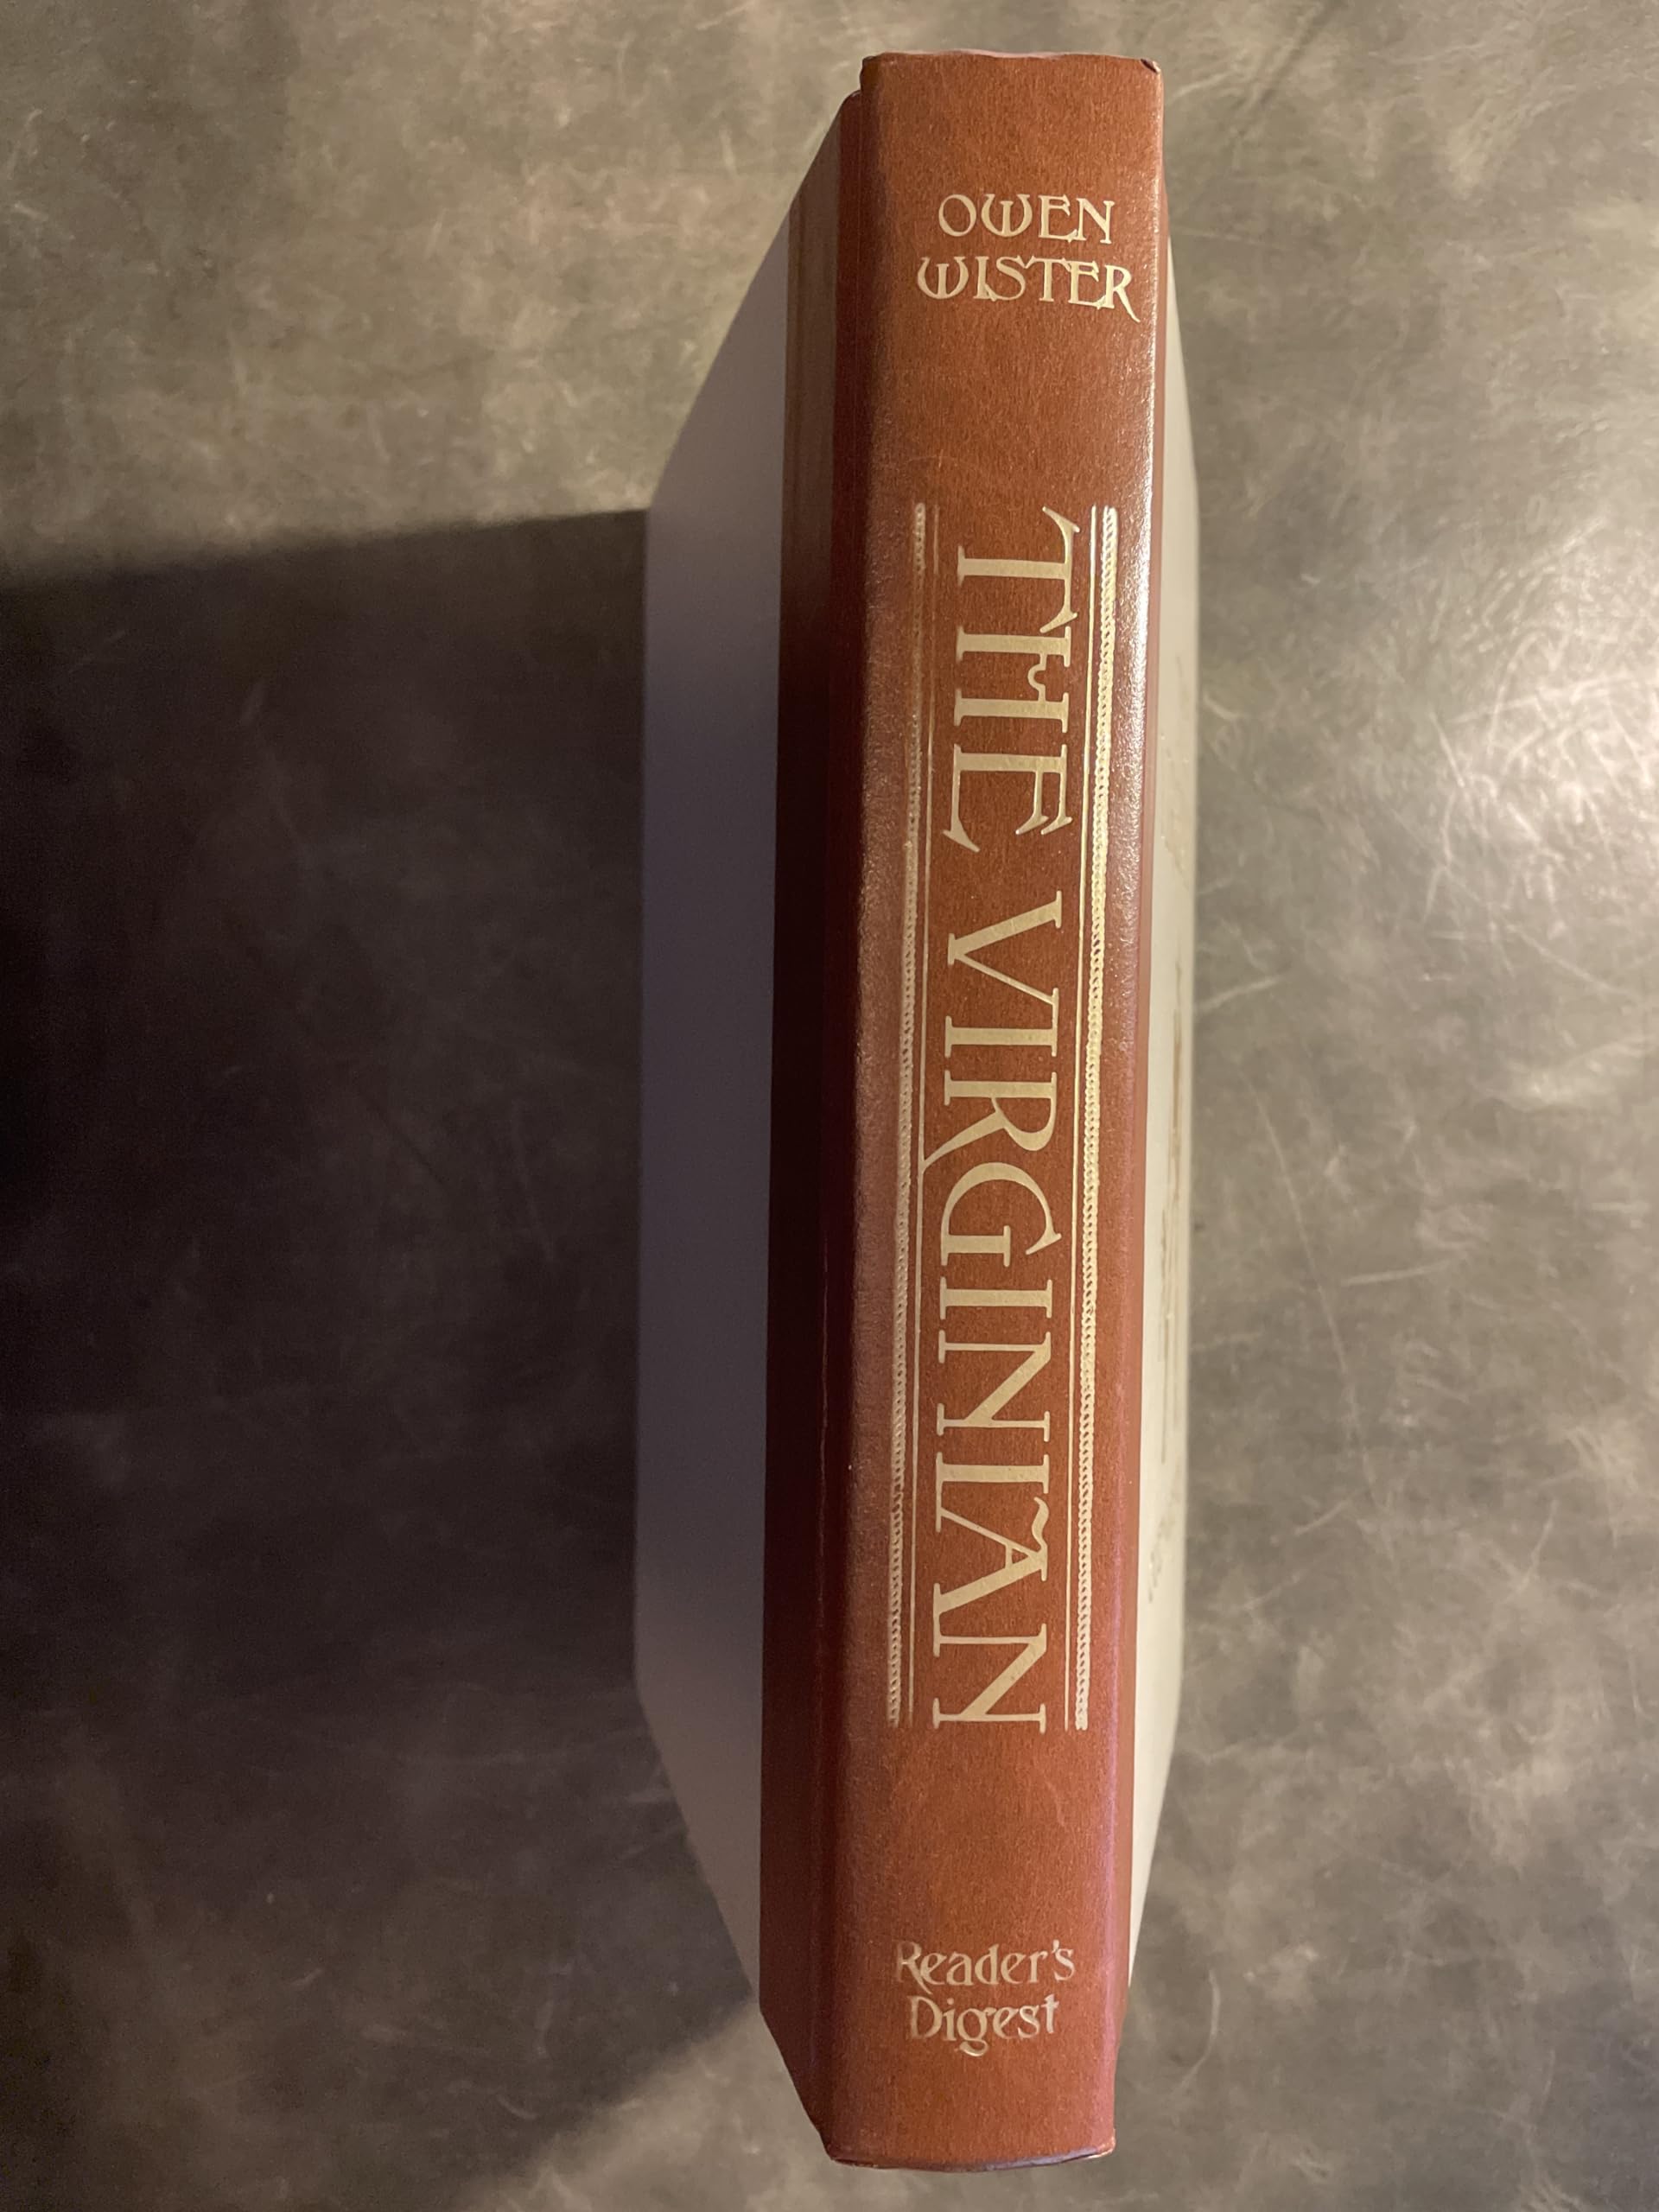 OWEN
WISTER
THE VIRGINIAN
Reader's
Digest